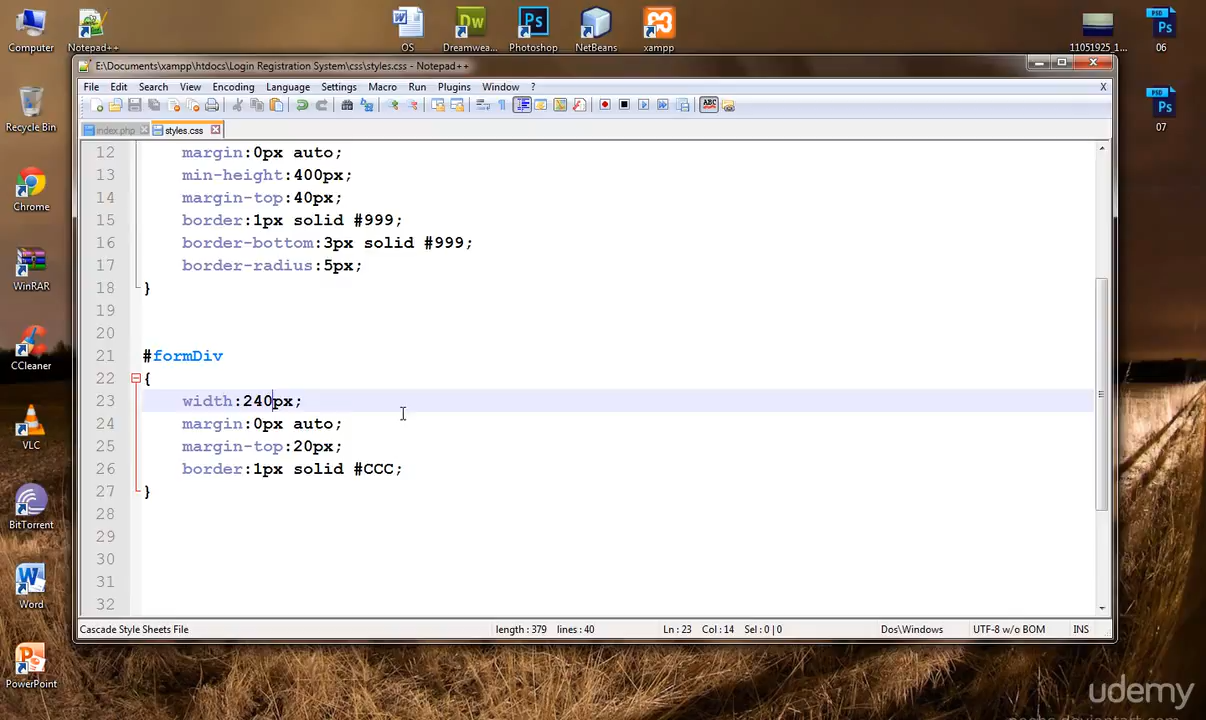 Computer
Notepad++
OS
Dreamwea...
Photoshop
NetBeans
xampp
11051925_1...
PSD
06
E:\Documents\xampp\htdocs\Login Registration System\css\styles.css - Notepad++
File Edit Search View Encoding Language Settings Macro Run Plugins Window ? X
index.php styles.css
12 margin:0px auto;
13 min-height:400px;
14 margin-top:40px;
15 border:1px solid #999;
16 border-bottom:3px solid #999;
17 border-radius:5px;
18 }
19
20
21 #formDiv
22 {
23 width:240px;
24 margin:0px auto;
25 margin-top:20px;
26 border:1px solid #CCC;
27 }
28
29
30
31
32
Cascade Style Sheets File length : 379 lines : 40 Ln : 23 Col : 14 Sel : 0 | 0 Dos\Windows UTF-8 w/o BOM INS
Recycle Bin
Chrome
WinRAR
CCleaner
VLC
BitTorrent
Word
PowerPoint
PSD
07
Dw
Ps
ABC
udemy